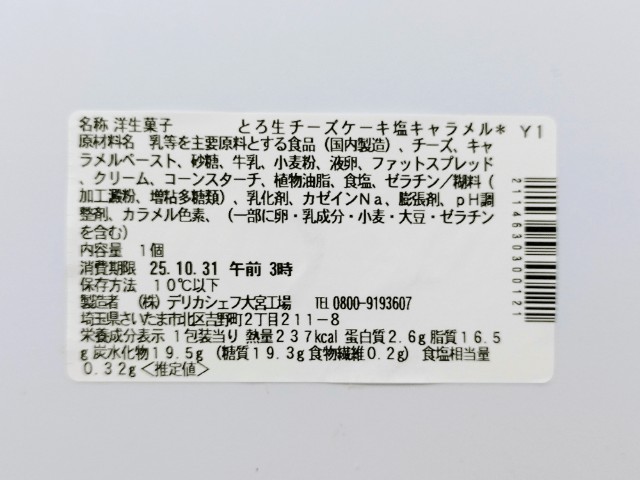 名称 洋生菓子 とろ生チーズケーキ塩キャラメル* Y1
原材料名 乳等を主要原料とする食品(国内製造)、チーズ、キャ
ラメルペースト、砂糖、牛乳、小麦粉、液卵、ファットスプレッド
、クリーム、コーンスターチ、植物油脂、食塩、ゼラチン/糊料(
加工澱粉、増粘多糖類)、乳化剤、カゼインNa、膨張剤、pH調
整剤、カラメル色素、(一部に卵・乳成分・小麦・大豆・ゼラチン
を含む)
内容量 1個
消費期限 25.10.31 午前 3時
保存方法 10℃以下
製造者 (株)デリカシェフ大宮工場 TEL 0800-9193607
埼玉県さいたま市北区吉野町2丁目211-8
栄養成分表示 1包装当り 熱量237kcal 蛋白質2.6g 脂質16.5
g 炭水化物19.5g (糖質19.3g 食物繊維0.2g) 食塩相当量
0.32g<推定値>
2114630300121